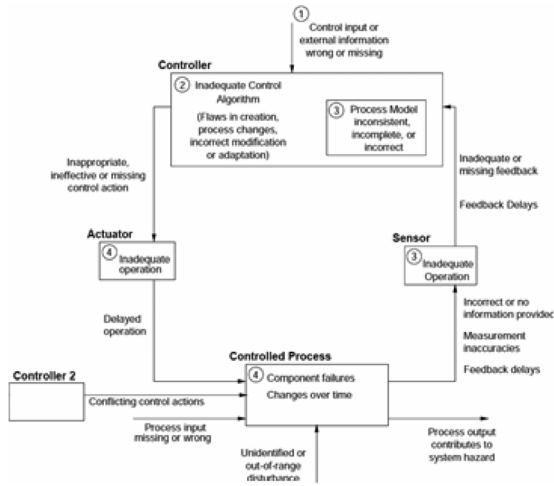 ①
Control input or
external information
wrong or missing
Controller
② Inadequate Control
Algorithm
(Flaws in creation,
process changes,
incorrect modification
or adaptation)
③ Process Model
inconsistent,
incomplete, or
incorrect
Inappropriate,
ineffective or missing
control action
Inadequate or
missing feedback
Feedback Delays
Actuator
④ Inadequate
operation
Sensor
③ Inadequate
Operation
Delayed
operation
Incorrect or no
information provided
Measurement
inaccuracies
Feedback delays
Controlled Process
④ Component failures
Changes over time
Controller 2
Conflicting control actions
Process input
missing or wrong
Unidentified or
out-of-range
disturbance
Process output
contributes to
system hazard